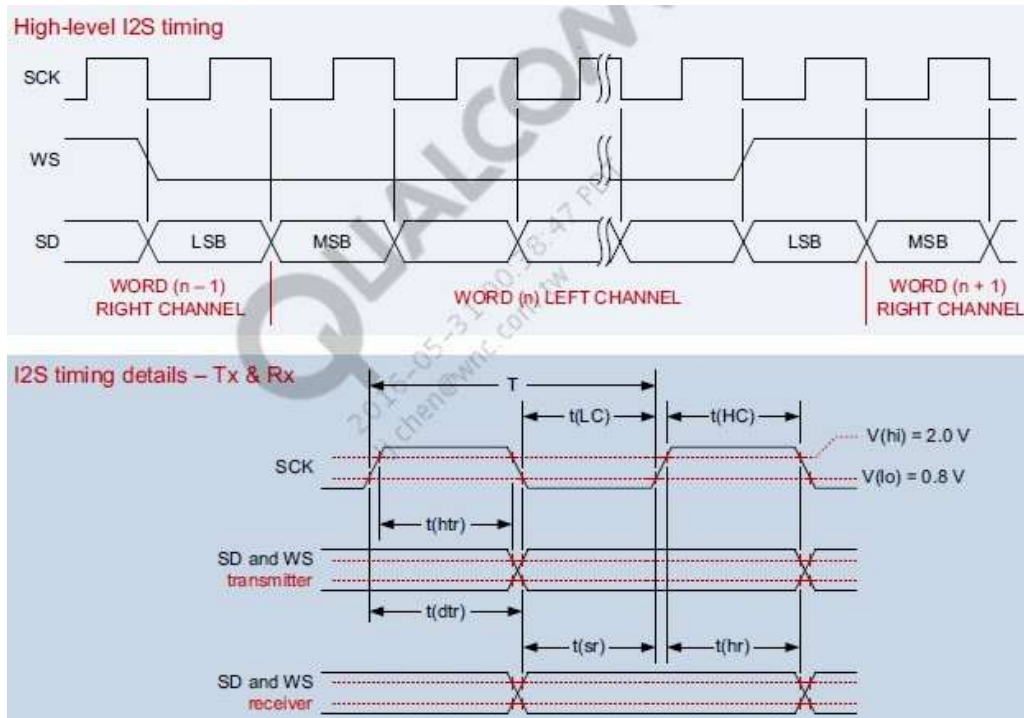 High-level I2S timing
SCK
WS
SD
LSB
MSB
LSB
MSB
WORD (n – 1)
RIGHT CHANNEL
WORD (n) LEFT CHANNEL
WORD (n + 1)
RIGHT CHANNEL
I2S timing details – Tx & Rx
T
t(LC)
t(HC)
V(hi) = 2.0 V
SCK
V(lo) = 0.8 V
t(htr)
SD and WS
transmitter
t(dtr)
t(sr)
t(hr)
SD and WS
receiver